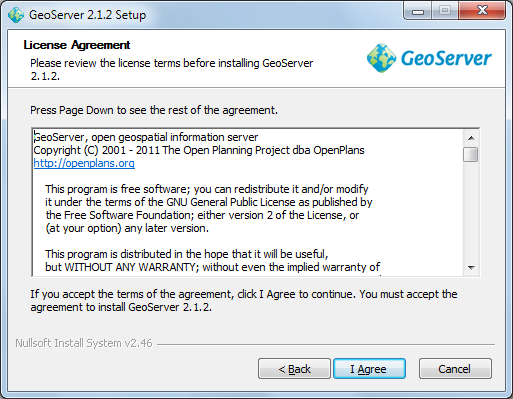 GeoServer 2.1.2 Setup
License Agreement
Please review the license terms before installing GeoServer
2.1.2.
GeoServer
Press Page Down to see the rest of the agreement.
GeoServer, open geospatial information server
Copyright (C) 2001 - 2011 The Open Planning Project dba OpenPlans
http://openplans.org
This program is free software; you can redistribute it and/or modify
it under the terms of the GNU General Public License as published by
the Free Software Foundation; either version 2 of the License, or
(at your option) any later version.
This program is distributed in the hope that it will be useful,
but WITHOUT ANY WARRANTY; without even the implied warranty of
If you accept the terms of the agreement, click I Agree to continue. You must accept the
agreement to install GeoServer 2.1.2.
Nullsoft Install System v2.46
< Back
I Agree
Cancel